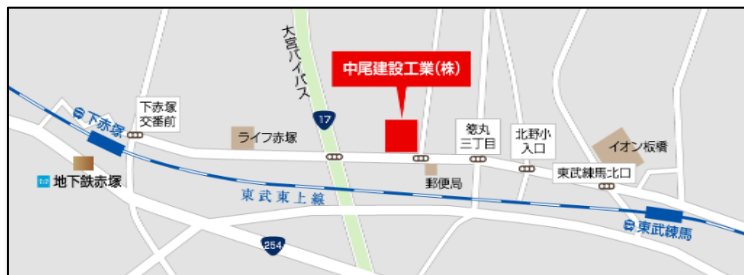 大宮バイパス
中尾建設工業(株)
17
下赤塚
交番前
下赤塚
ライフ赤塚
徳丸
三丁目
北野小
入口
イオン板橋
地下鉄赤塚
郵便局
東武練馬北口
東武東上線
254
東武練馬